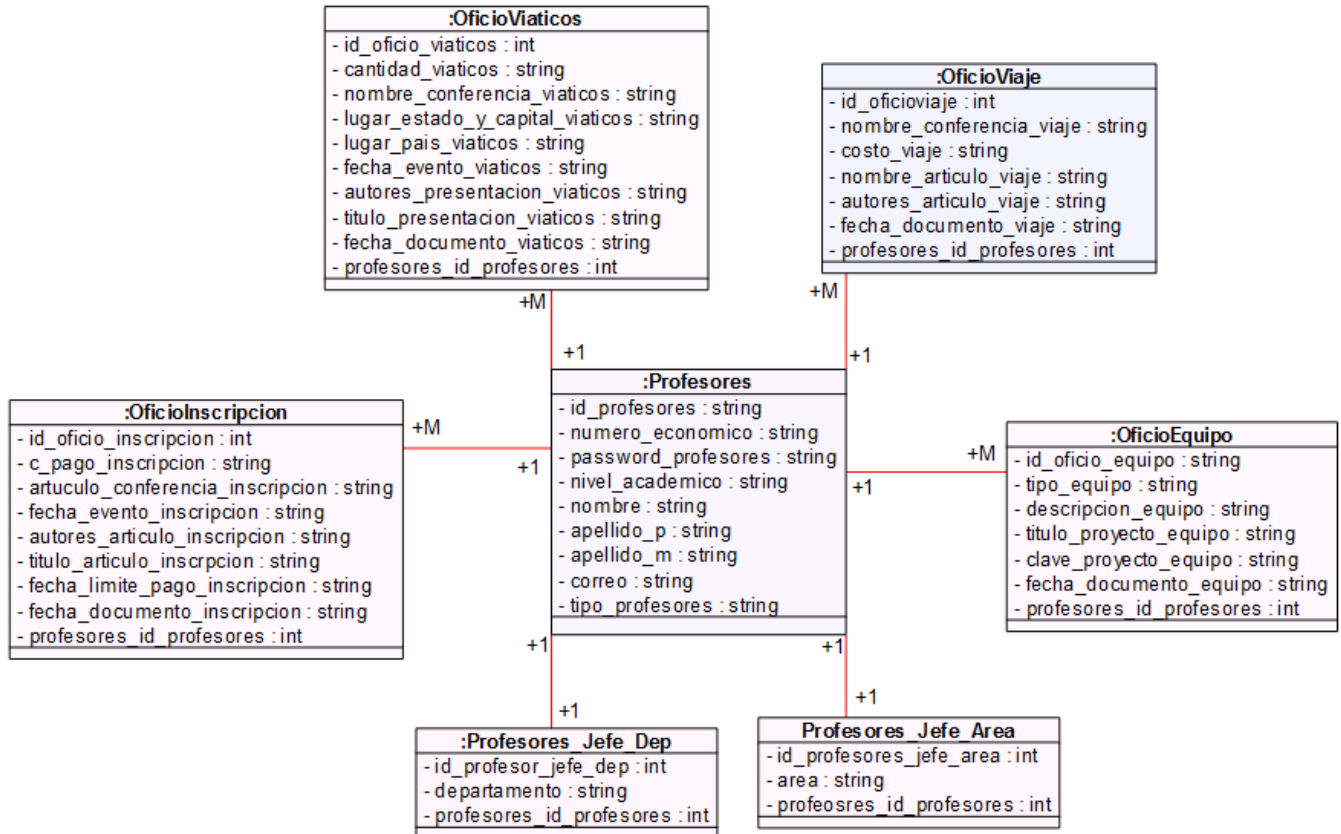 :OficioViaticos
- id_oficio_viaticos : int
- cantidad_viaticos : string
- nombre_conferencia_viaticos : string
- lugar_estado_y_capital_viaticos : string
- lugar_pais_viaticos : string
- fecha_evento_viaticos : string
- autores_presentacion_viaticos : string
- titulo_presentacion_viaticos : string
- fecha_documento_viaticos : string
- profesores_id_profesores : int
+M
+1
:OficioViaje
- id_oficioviaje : int
- nombre_conferencia_viaje : string
- costo_viaje : string
- nombre_articulo_viaje : string
- autores_articulo_viaje : string
- fecha_documento_viaje : string
- profesores_id_profesores : int
+M
+1
:OficioInscripcion
- id_oficio_inscripcion : int
- c_pago_inscripcion : string
- artuculo_conferencia_inscripcion : string
- fecha_evento_inscripcion : string
- autores_articulo_inscripcion : string
- titulo_articulo_inscrpcion : string
- fecha_limite_pago_inscripcion : string
- fecha_documento_inscripcion : string
- profesores_id_profesores : int
+M
+1
:Profesores
- id_profesores : string
- numero_economico : string
- password_profesores : string
- nivel_academico : string
- nombre : string
- apellido_p : string
- apellido_m : string
- correo : string
- tipo_profesores : string
+M
+1
:OficioEquipo
- id_oficio_equipo : string
- tipo_equipo : string
- descripcion_equipo : string
- titulo_proyecto_equipo : string
- clave_proyecto_equipo : string
- fecha_documento_equipo : string
- profesores_id_profesores : int
+1
+1
:Profesores_Jefe_Dep
- id_profesor_jefe_dep : int
- departamento : string
- profesores_id_profesores : int
+1
+1
Profesores_Jefe_Area
- id_profesores_jefe_area : int
- area : string
- profeosres_id_profesores : int